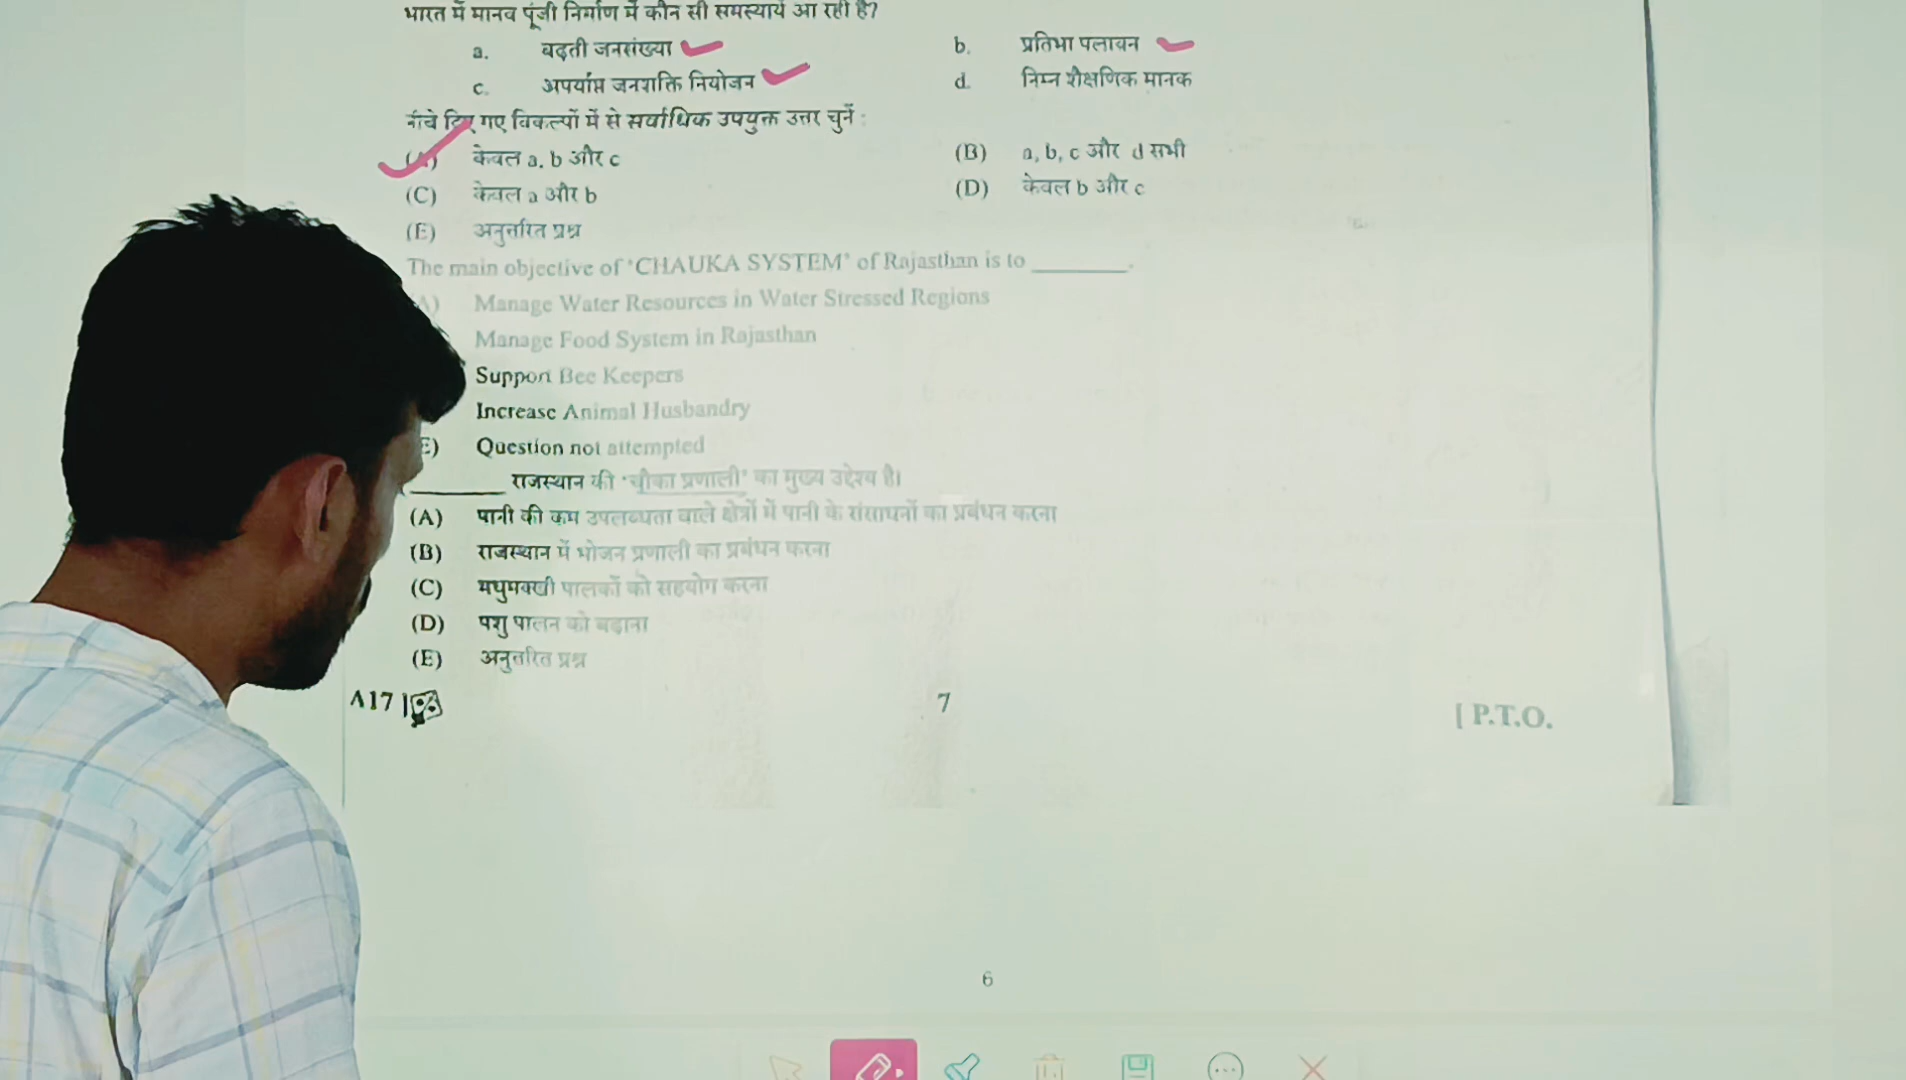 भारत में मानव पूंजी निर्माण में कौन सी समस्यायें आ रही है?
a. बढ़ती जनसंख्या b. प्रतिभा पलायन
c. अपर्याप्त जनशक्ति नियोजन d. निम्न शैक्षणिक मानक
नीचे दिए गए विकल्पों में से सर्वाधिक उपयुक्त उत्तर चुनें :
(A) केवल a, b और c (B) a, b, c और d सभी
(C) केवल a और b (D) केवल b और c
(E) अनुत्तरित प्रश्न
The main objective of 'CHAUKA SYSTEM' of Rajasthan is to ________.
A) Manage Water Resources in Water Stressed Regions
Manage Food System in Rajasthan
Support Bee Keepers
Increase Animal Husbandry
E) Question not attempted
________ राजस्थान की 'चौका प्रणाली' का मुख्य उद्देश्य है।
(A) पानी की कम उपलब्धता वाले क्षेत्रों में पानी के संसाधनों का प्रबंधन करना
(B) राजस्थान में भोजन प्रणाली का प्रबंधन करना
(C) मधुमक्खी पालकों को सहयोग करना
(D) पशु पालन को बढ़ाना
(E) अनुत्तरित प्रश्न
A17 | 7 [ P.T.O.
6